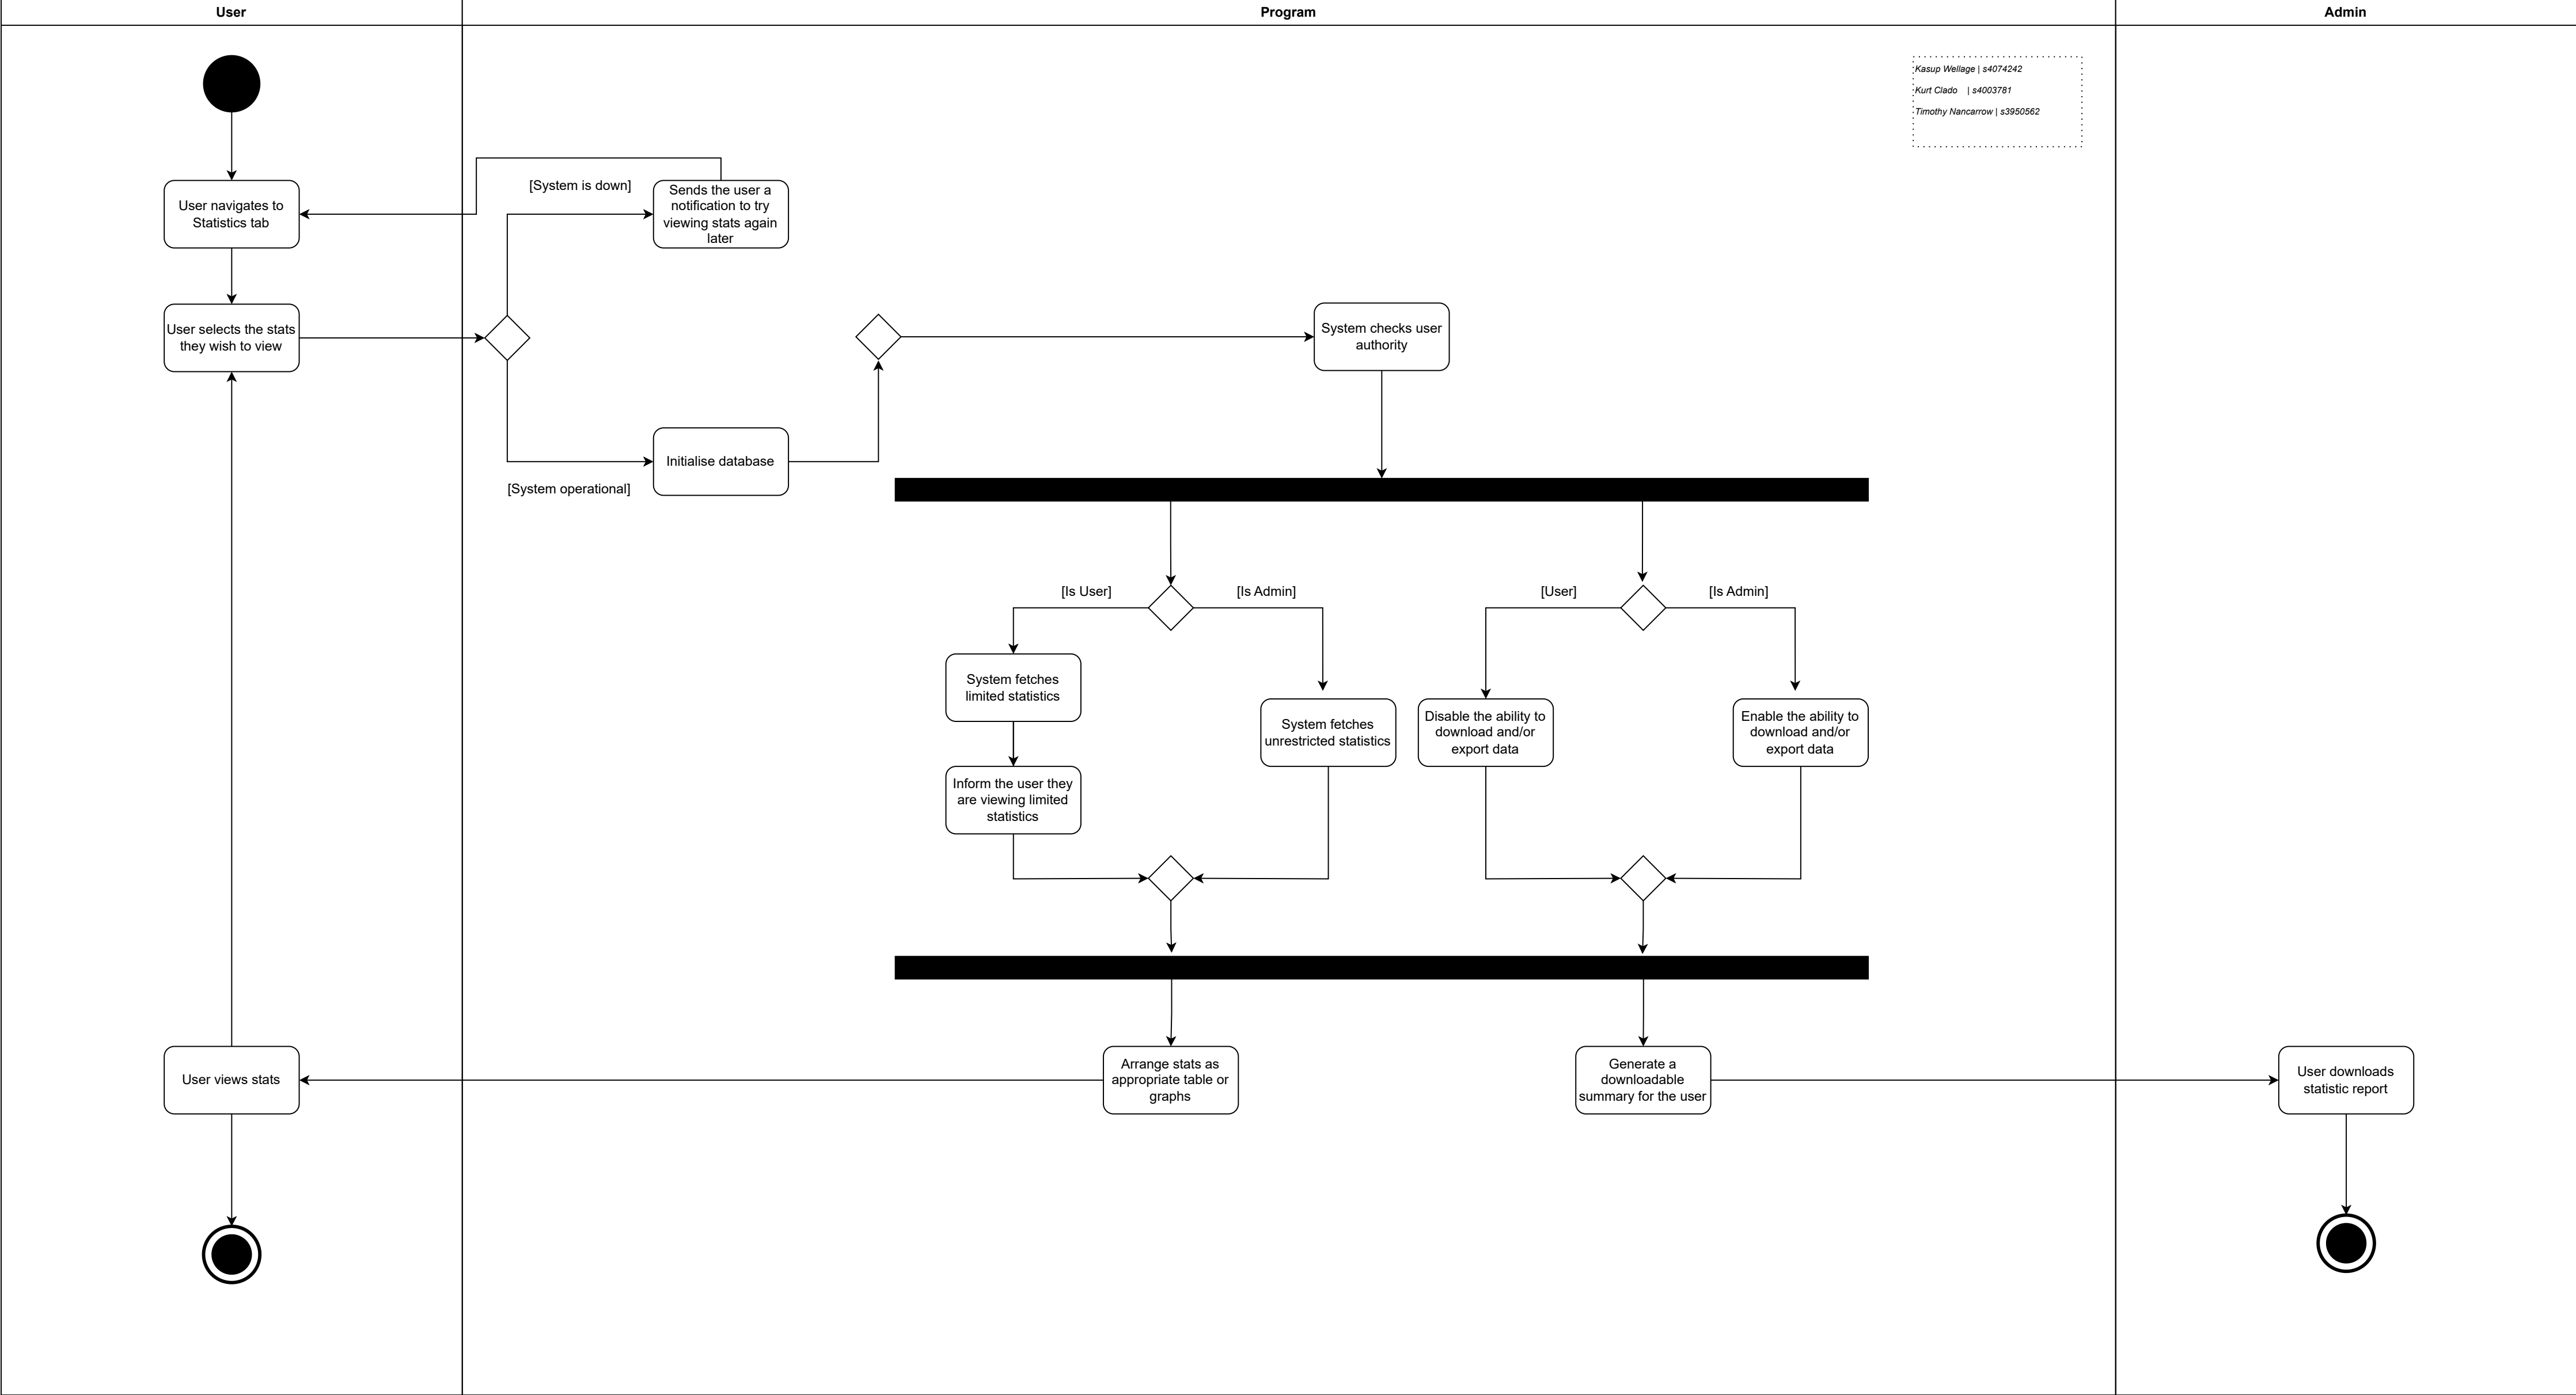 User
Program
Admin
Kasup Wellage | s4074242
Kurt Clado | s4003781
Timothy Nancarrow | s3950562
User navigates to
Statistics tab
[System is down]
Sends the user a
notification to try
viewing stats again
later
User selects the stats
they wish to view
System checks user
authority
Initialise database
[System operational]
[Is User]
[Is Admin]
[User]
[Is Admin]
System fetches
limited statistics
System fetches
unrestricted statistics
Disable the ability to
download and/or
export data
Enable the ability to
download and/or
export data
Inform the user they
are viewing limited
statistics
User views stats
Arrange stats as
appropriate table or
graphs
Generate a
downloadable
summary for the user
User downloads
statistic report